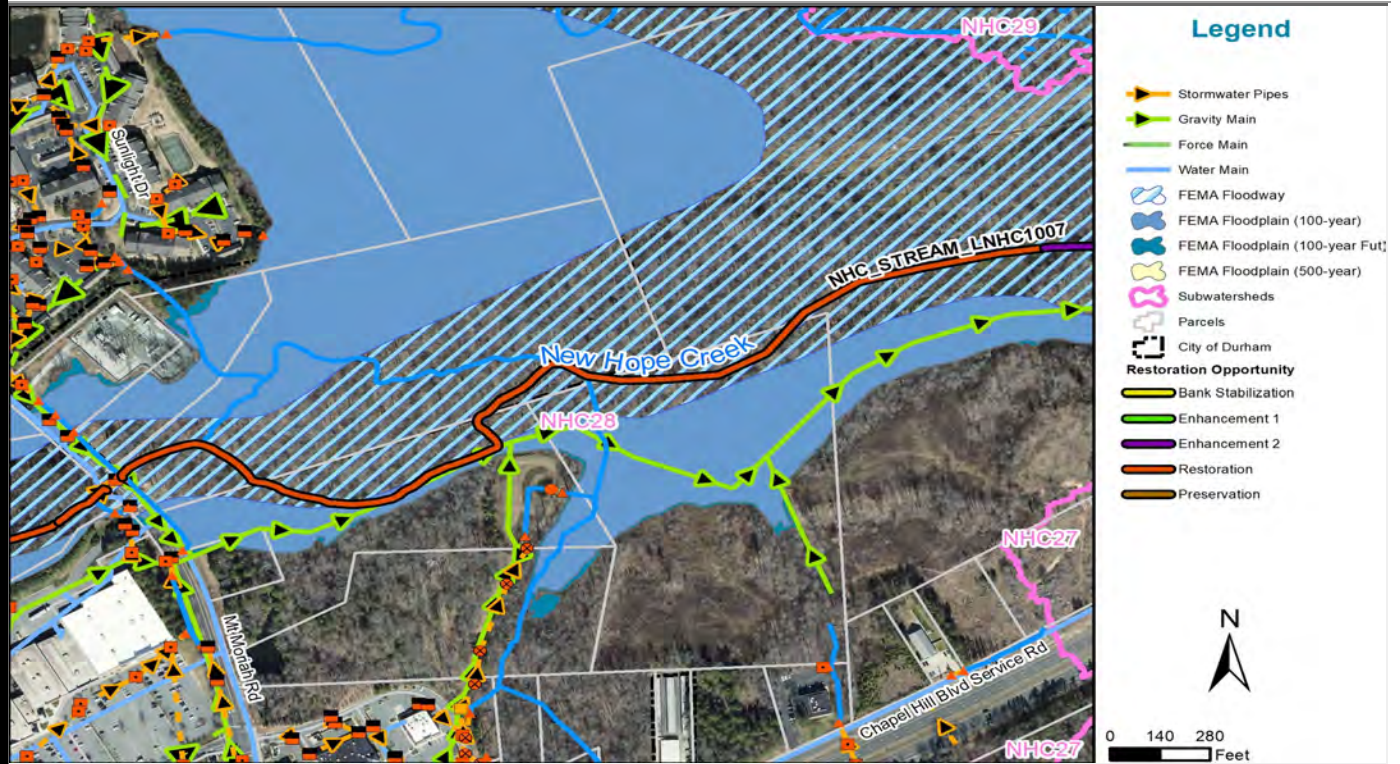 NHC29
Sunlight Dr
NHC_STREAM_LNHC1007
New Hope Creek
NHC28
NHC27
Mt Moriah Rd
Chapel Hill Blvd Service Rd
NHC27
Legend
Stormwater Pipes
Gravity Main
Force Main
Water Main
FEMA Floodway
FEMA Floodplain (100-year)
FEMA Floodplain (100-year Fut
FEMA Floodplain (500-year)
Subwatersheds
Parcels
City of Durham
Restoration Opportunity
Bank Stabilization
Enhancement 1
Enhancement 2
Restoration
Preservation
N
0 140 280
Feet